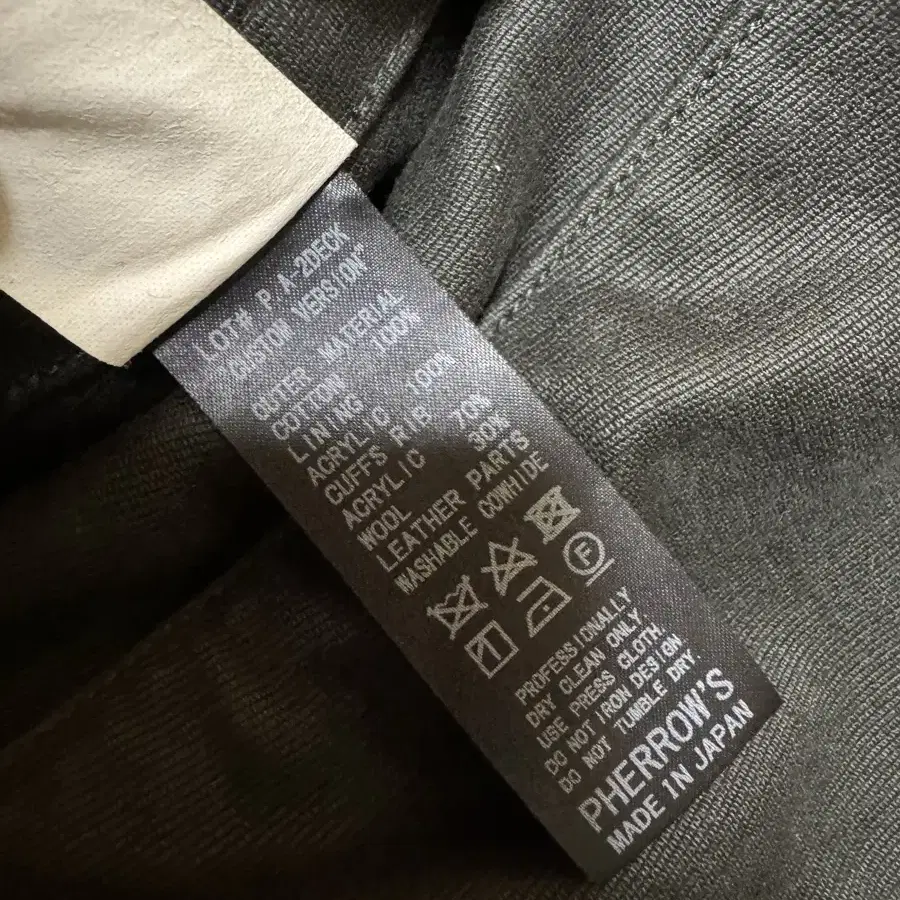 LOT# P A-2DECK
"CUSTOM VERSION"
OUTER MATERIAL
COTTON 100%
LINING
ACRYLIC 100%
CUFFS RIB
ACRYLIC 70%
WOOL 30%
LEATHER PARTS
WASHABLE COWHIDE
F
PROFESSIONALLY
DRY CLEAN ONLY.
USE PRESS CLOTH.
DO NOT IRON DESIGN
DO NOT TUMBLE DRY.
PHERROW'S
MADE IN JAPAN